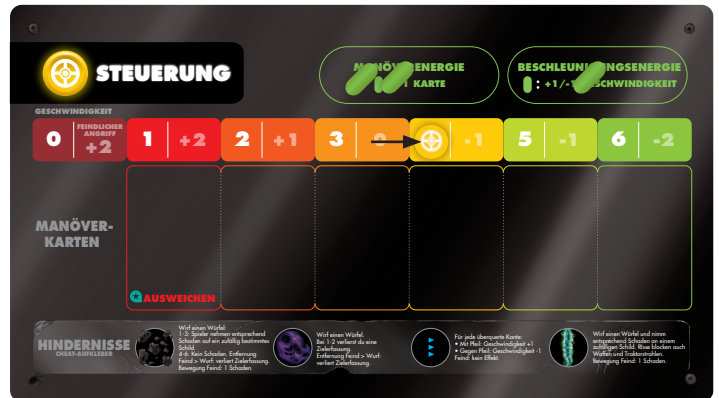 STEUERUNG
MANÖVERENERGIE
1 KARTE
BESCHLEUNIGUNGSENERGIE
: +1/-1 GESCHWINDIGKEIT
GESCHWINDIGKEIT
0 FEINDLICHER ANGRIFF +2 1 +2 2 +1 3 0 -1 5 -1 6 -2
MANÖVER-
KARTEN
AUSWEICHEN
HINDERNISSE
CHEAT-AUFKLEBER
Wirf einen Würfel:
1-3: Spieler nehmen entsprechend
Schaden auf ein zufällig bestimmtes
Schild.
4-6: Kein Schaden. Entfernung
Feind > Wurf: verliert Zielerfassung.
Bewegung Feind: 1 Schaden.
Wirf einen Würfel.
Bei 1-2 verlierst du eine
Zielerfassung.
Entfernung Feind > Wurf:
verliert Zielerfassung.
Für jede überquerte Kante:
• Mit Pfeil: Geschwindigkeit +1
• Gegen Pfeil: Geschwindigkeit -1
Feind: kein Effekt.
Wirf einen Würfel und nimm
entsprechend Schaden an einem
zufälligen Schild. Risse blocken auch
Waffen und Traktorstrahlen.
Bewegung Feind: 1 Schaden.